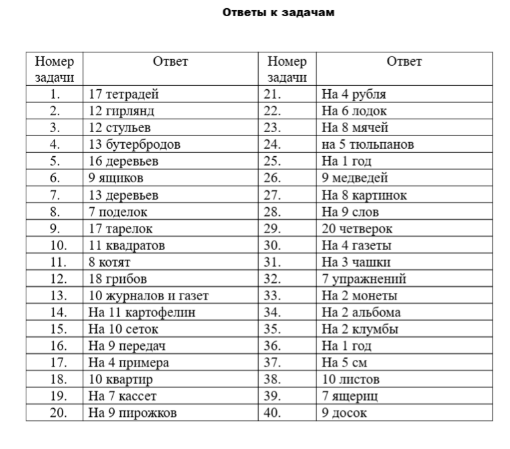 Ответы к задачам
Номер задачи Ответ Номер задачи Ответ
1. 17 тетрадей 21. На 4 рубля
2. 12 гирлянд 22. На 6 лодок
3. 12 стульев 23. На 8 мячей
4. 13 бутербродов 24. на 5 тюльпанов
5. 16 деревьев 25. На 1 год
6. 9 ящиков 26. 9 медведей
7. 13 деревьев 27. На 8 картинок
8. 7 поделок 28. На 9 слов
9. 17 тарелок 29. 20 четверок
10. 11 квадратов 30. На 4 газеты
11. 8 котят 31. На 3 чашки
12. 18 грибов 32. 7 упражнений
13. 10 журналов и газет 33. На 2 монеты
14. На 11 картофелин 34. На 2 альбома
15. На 10 сеток 35. На 2 клумбы
16. На 9 передач 36. На 1 год
17. На 4 примера 37. На 5 см
18. 10 квартир 38. 10 листов
19. На 7 кассет 39. 7 ящериц
20. На 9 пирожков 40. 9 досок